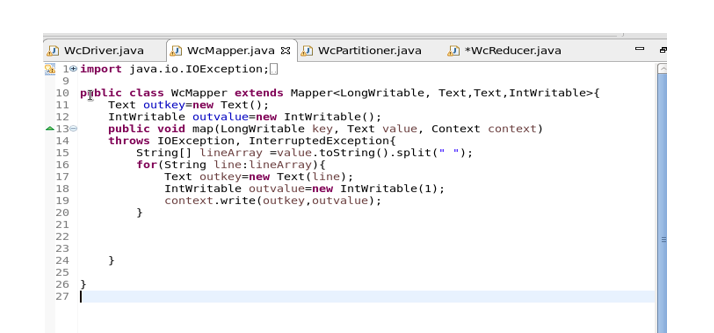 WcDriver.java WcMapper.java WcPartitioner.java *WcReducer.java
1 import java.io.IOException;
9
10 public class WcMapper extends Mapper<LongWritable, Text,Text,IntWritable>{
11 Text outkey=new Text();
12 IntWritable outvalue=new IntWritable();
13 public void map(LongWritable key, Text value, Context context)
14 throws IOException, InterruptedException{
15 String[] lineArray =value.toString().split(" ");
16 for(String line:lineArray){
17 Text outkey=new Text(line);
18 IntWritable outvalue=new IntWritable(1);
19 context.write(outkey,outvalue);
20 }
21
22
23
24 }
25
26 }
27